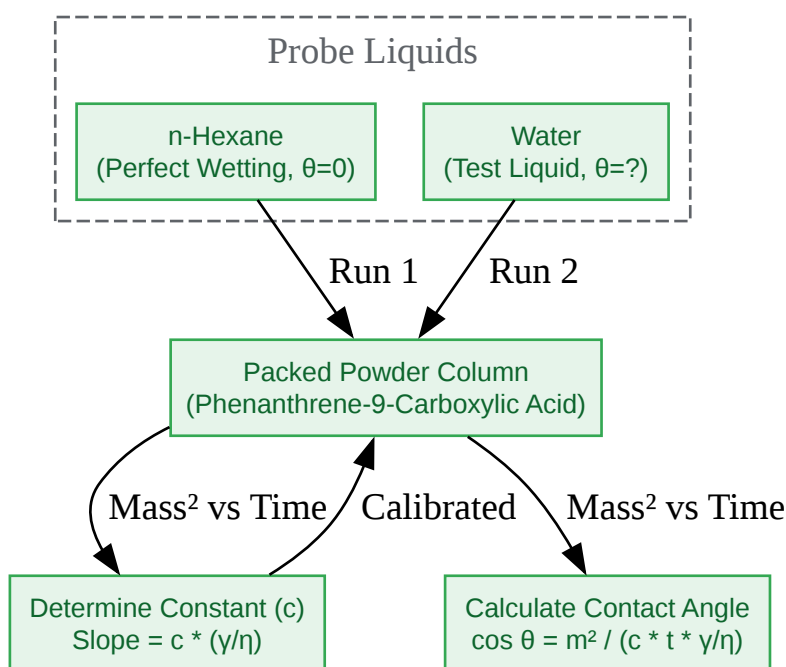 Probe Liquids
n-Hexane
(Perfect Wetting, θ=0)
Water
(Test Liquid, θ=?)
Run 1
Run 2
Packed Powder Column
(Phenanthrene-9-Carboxylic Acid)
Mass² vs Time
Calibrated
Mass² vs Time
Determine Constant (c)
Slope = c * (γ/η)
Calculate Contact Angle
cos θ = m² / (c * t * γ/η)